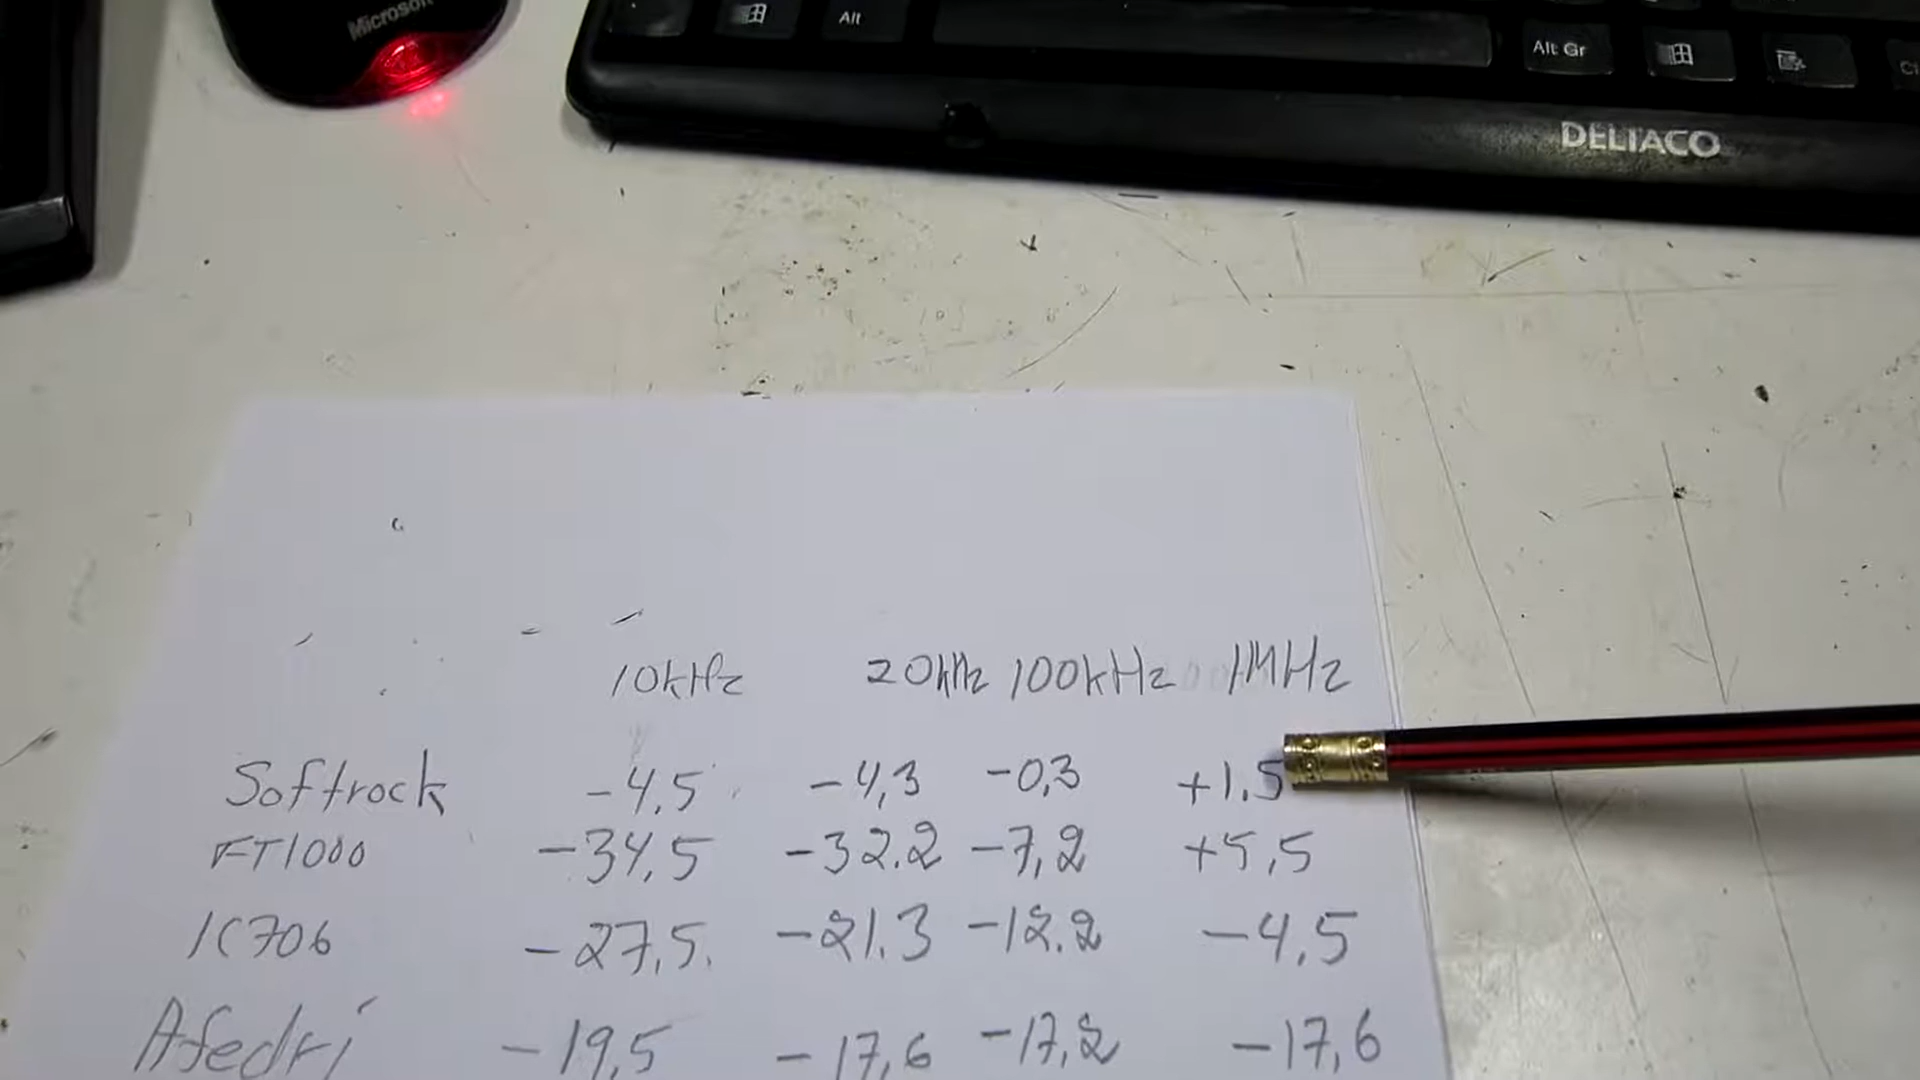 Microsoft
Alt
Alt Gr
DELTACO
10kHz 20kHz 100kHz 1MHz
Softrock -4,5 -4,3 -0,3 +1.5
FT1000 -34,5 -32.2 -7,2 +5,5
IC706 -27,5. -21.3 -12.2 -4,5
Afedri -19,5 -17,6 -17,2 -17,6